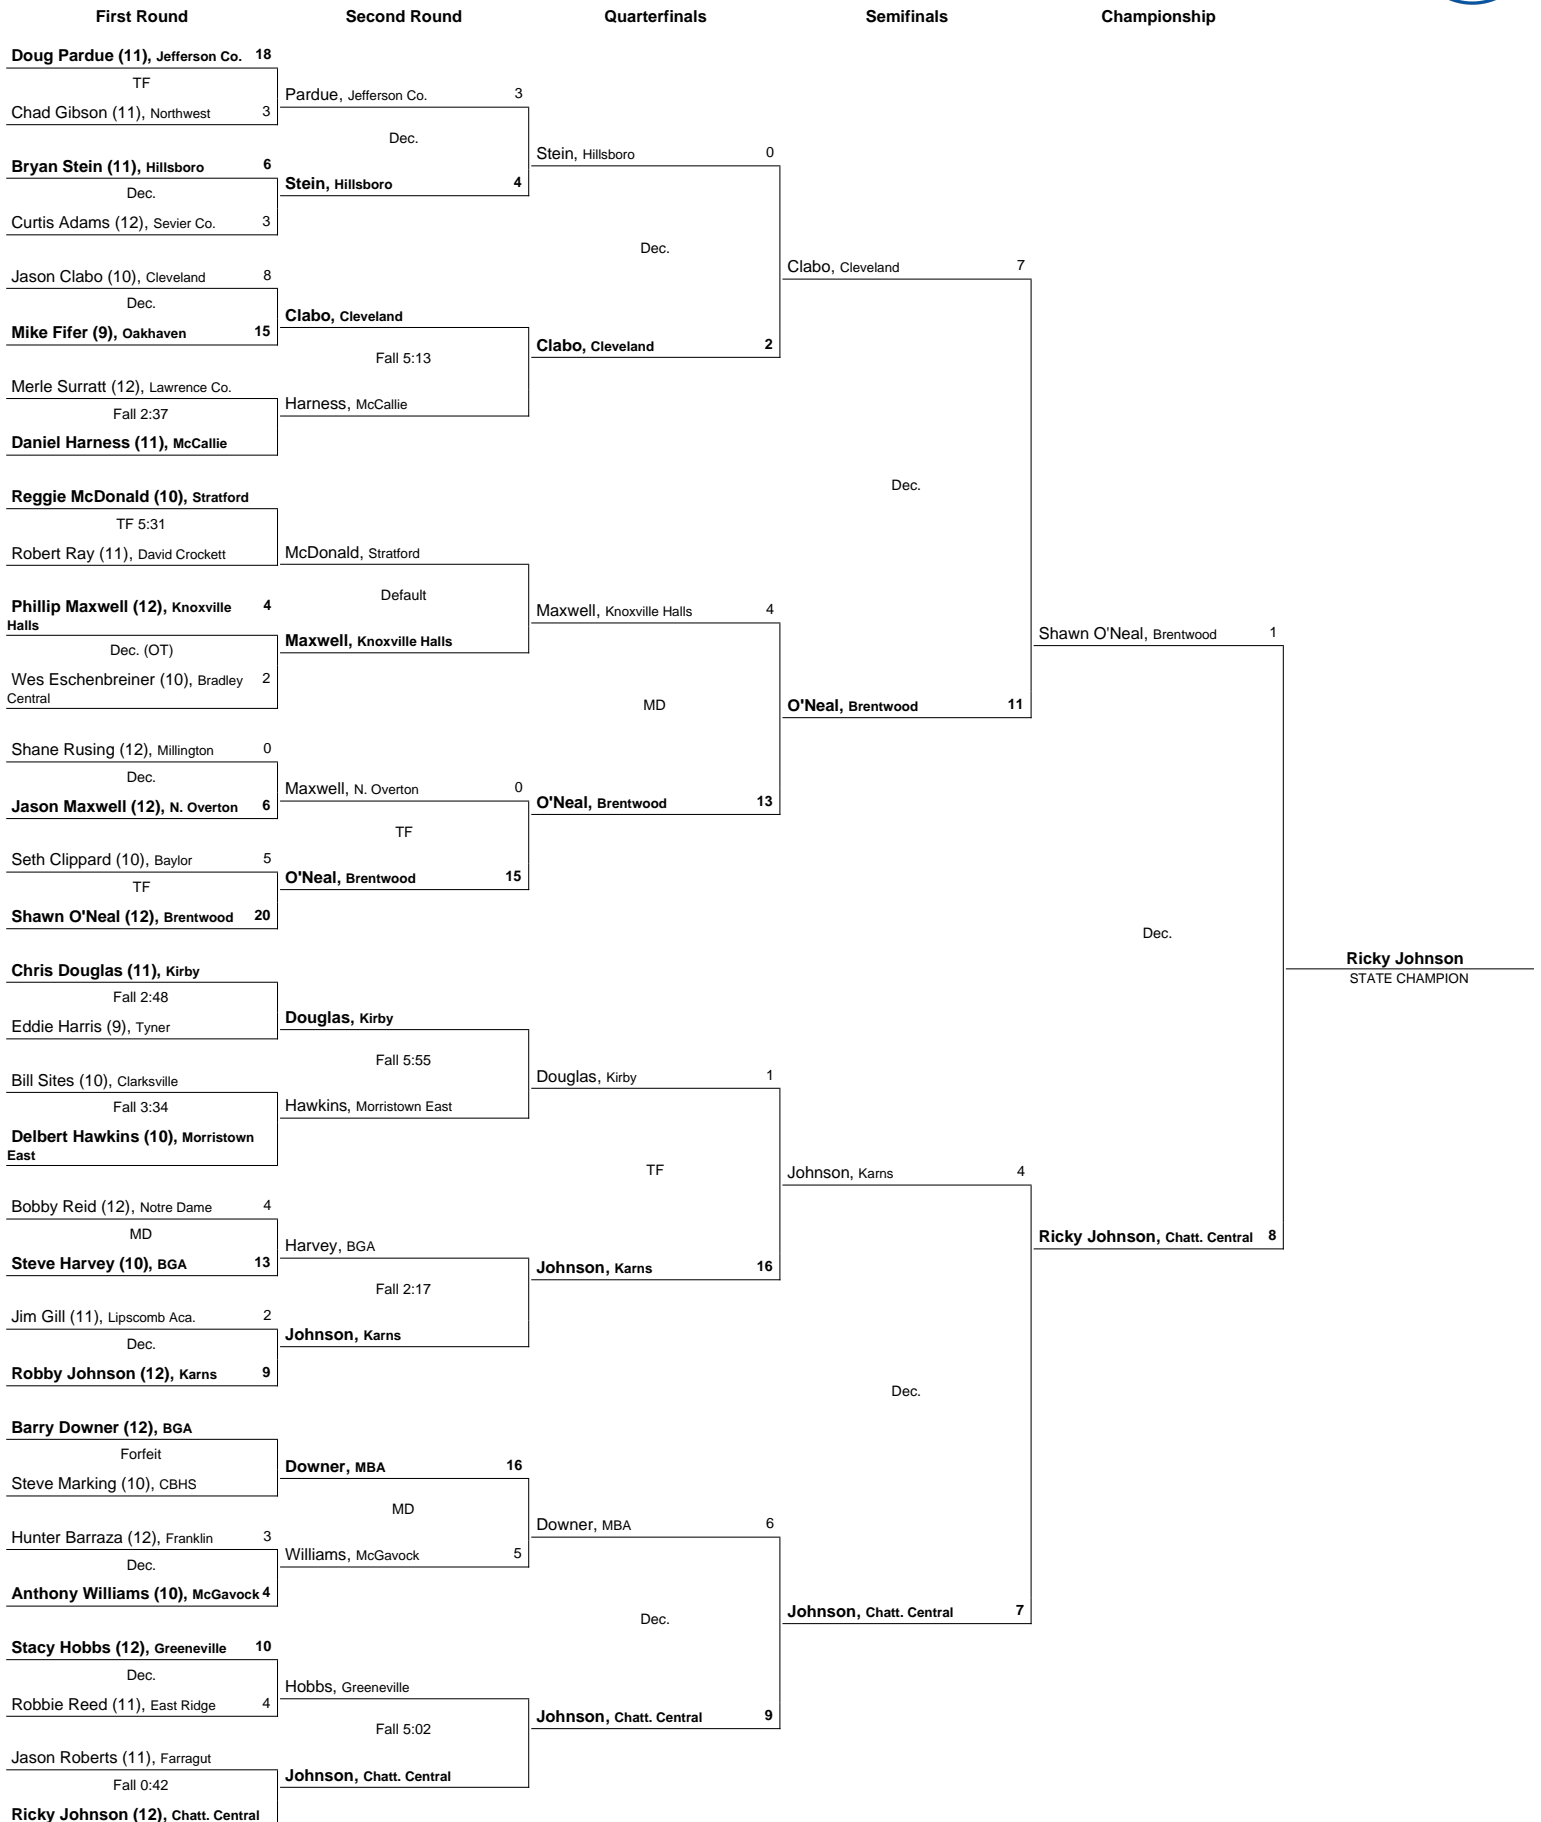 First Round
Second Round
Quarterfinals
Semifinals
Championship
Doug Pardue (11), Jefferson Co. 18
TF
Chad Gibson (11), Northwest 3
Bryan Stein (11), Hillsboro 6
Dec.
Curtis Adams (12), Sevier Co. 3
Jason Clabo (10), Cleveland 8
Dec.
Mike Fifer (9), Oakhaven 15
Merle Surratt (12), Lawrence Co.
Fall 2:37
Daniel Harness (11), McCallie
Reggie McDonald (10), Stratford
TF 5:31
Robert Ray (11), David Crockett
Phillip Maxwell (12), Knoxville 4
Halls
Dec. (OT)
Wes Eschenbreiner (10), Bradley 2
Central
Shane Rusing (12), Millington 0
Dec.
Jason Maxwell (12), N. Overton 6
Seth Clippard (10), Baylor 5
TF
Shawn O'Neal (12), Brentwood 20
Chris Douglas (11), Kirby
Fall 2:48
Eddie Harris (9), Tyner
Bill Sites (10), Clarksville
Fall 3:34
Delbert Hawkins (10), Morristown
East
Bobby Reid (12), Notre Dame 4
MD
Steve Harvey (10), BGA 13
Jim Gill (11), Lipscomb Aca. 2
Dec.
Robby Johnson (12), Karns 9
Barry Downer (12), BGA
Forfeit
Steve Marking (10), CBHS
Hunter Barraza (12), Franklin 3
Dec.
Anthony Williams (10), McGavock 4
Stacy Hobbs (12), Greeneville 10
Dec.
Robbie Reed (11), East Ridge 4
Jason Roberts (11), Farragut
Fall 0:42
Ricky Johnson (12), Chatt. Central
Pardue, Jefferson Co. 3
Dec.
Stein, Hillsboro 4
Clabo, Cleveland
Fall 5:13
Harness, McCallie
McDonald, Stratford
Default
Maxwell, Knoxville Halls
Maxwell, N. Overton 0
TF
O'Neal, Brentwood 15
Douglas, Kirby
Fall 5:55
Hawkins, Morristown East
Harvey, BGA
Fall 2:17
Johnson, Karns
Downer, MBA 16
MD
Williams, McGavock 5
Hobbs, Greeneville
Fall 5:02
Johnson, Chatt. Central
Stein, Hillsboro 0
Dec.
Clabo, Cleveland 2
Maxwell, Knoxville Halls 4
MD
O'Neal, Brentwood 13
Douglas, Kirby 1
TF
Johnson, Karns 16
Downer, MBA 6
Dec.
Johnson, Chatt. Central 9
Clabo, Cleveland 7
Dec.
O'Neal, Brentwood 11
Johnson, Karns 4
Dec.
Johnson, Chatt. Central 7
Shawn O'Neal, Brentwood 1
Dec.
Ricky Johnson, Chatt. Central 8
Ricky Johnson
STATE CHAMPION